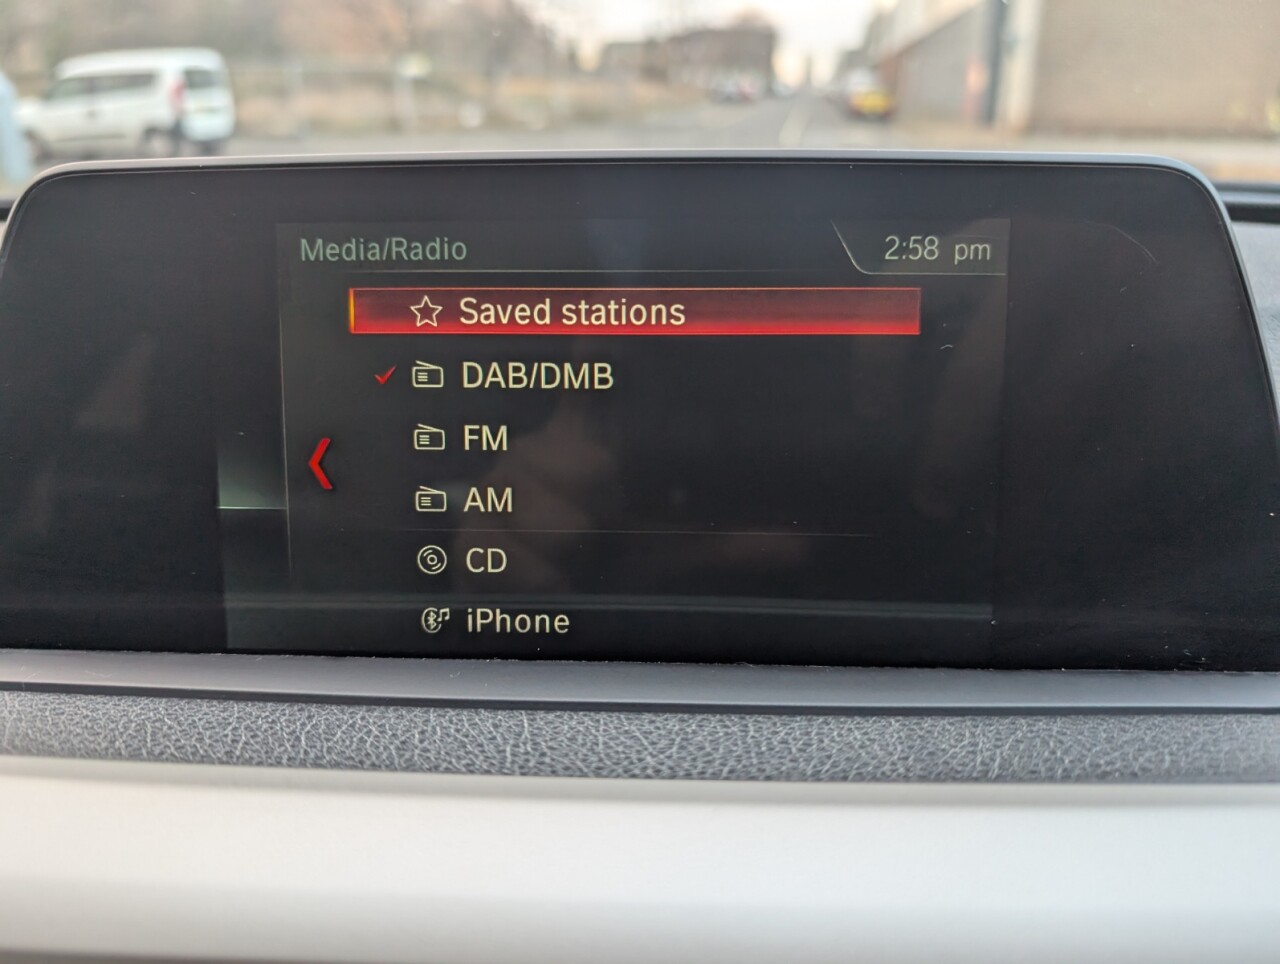 Media/Radio
2:58 pm
Saved stations
DAB/DMB
FM
AM
CD
iPhone